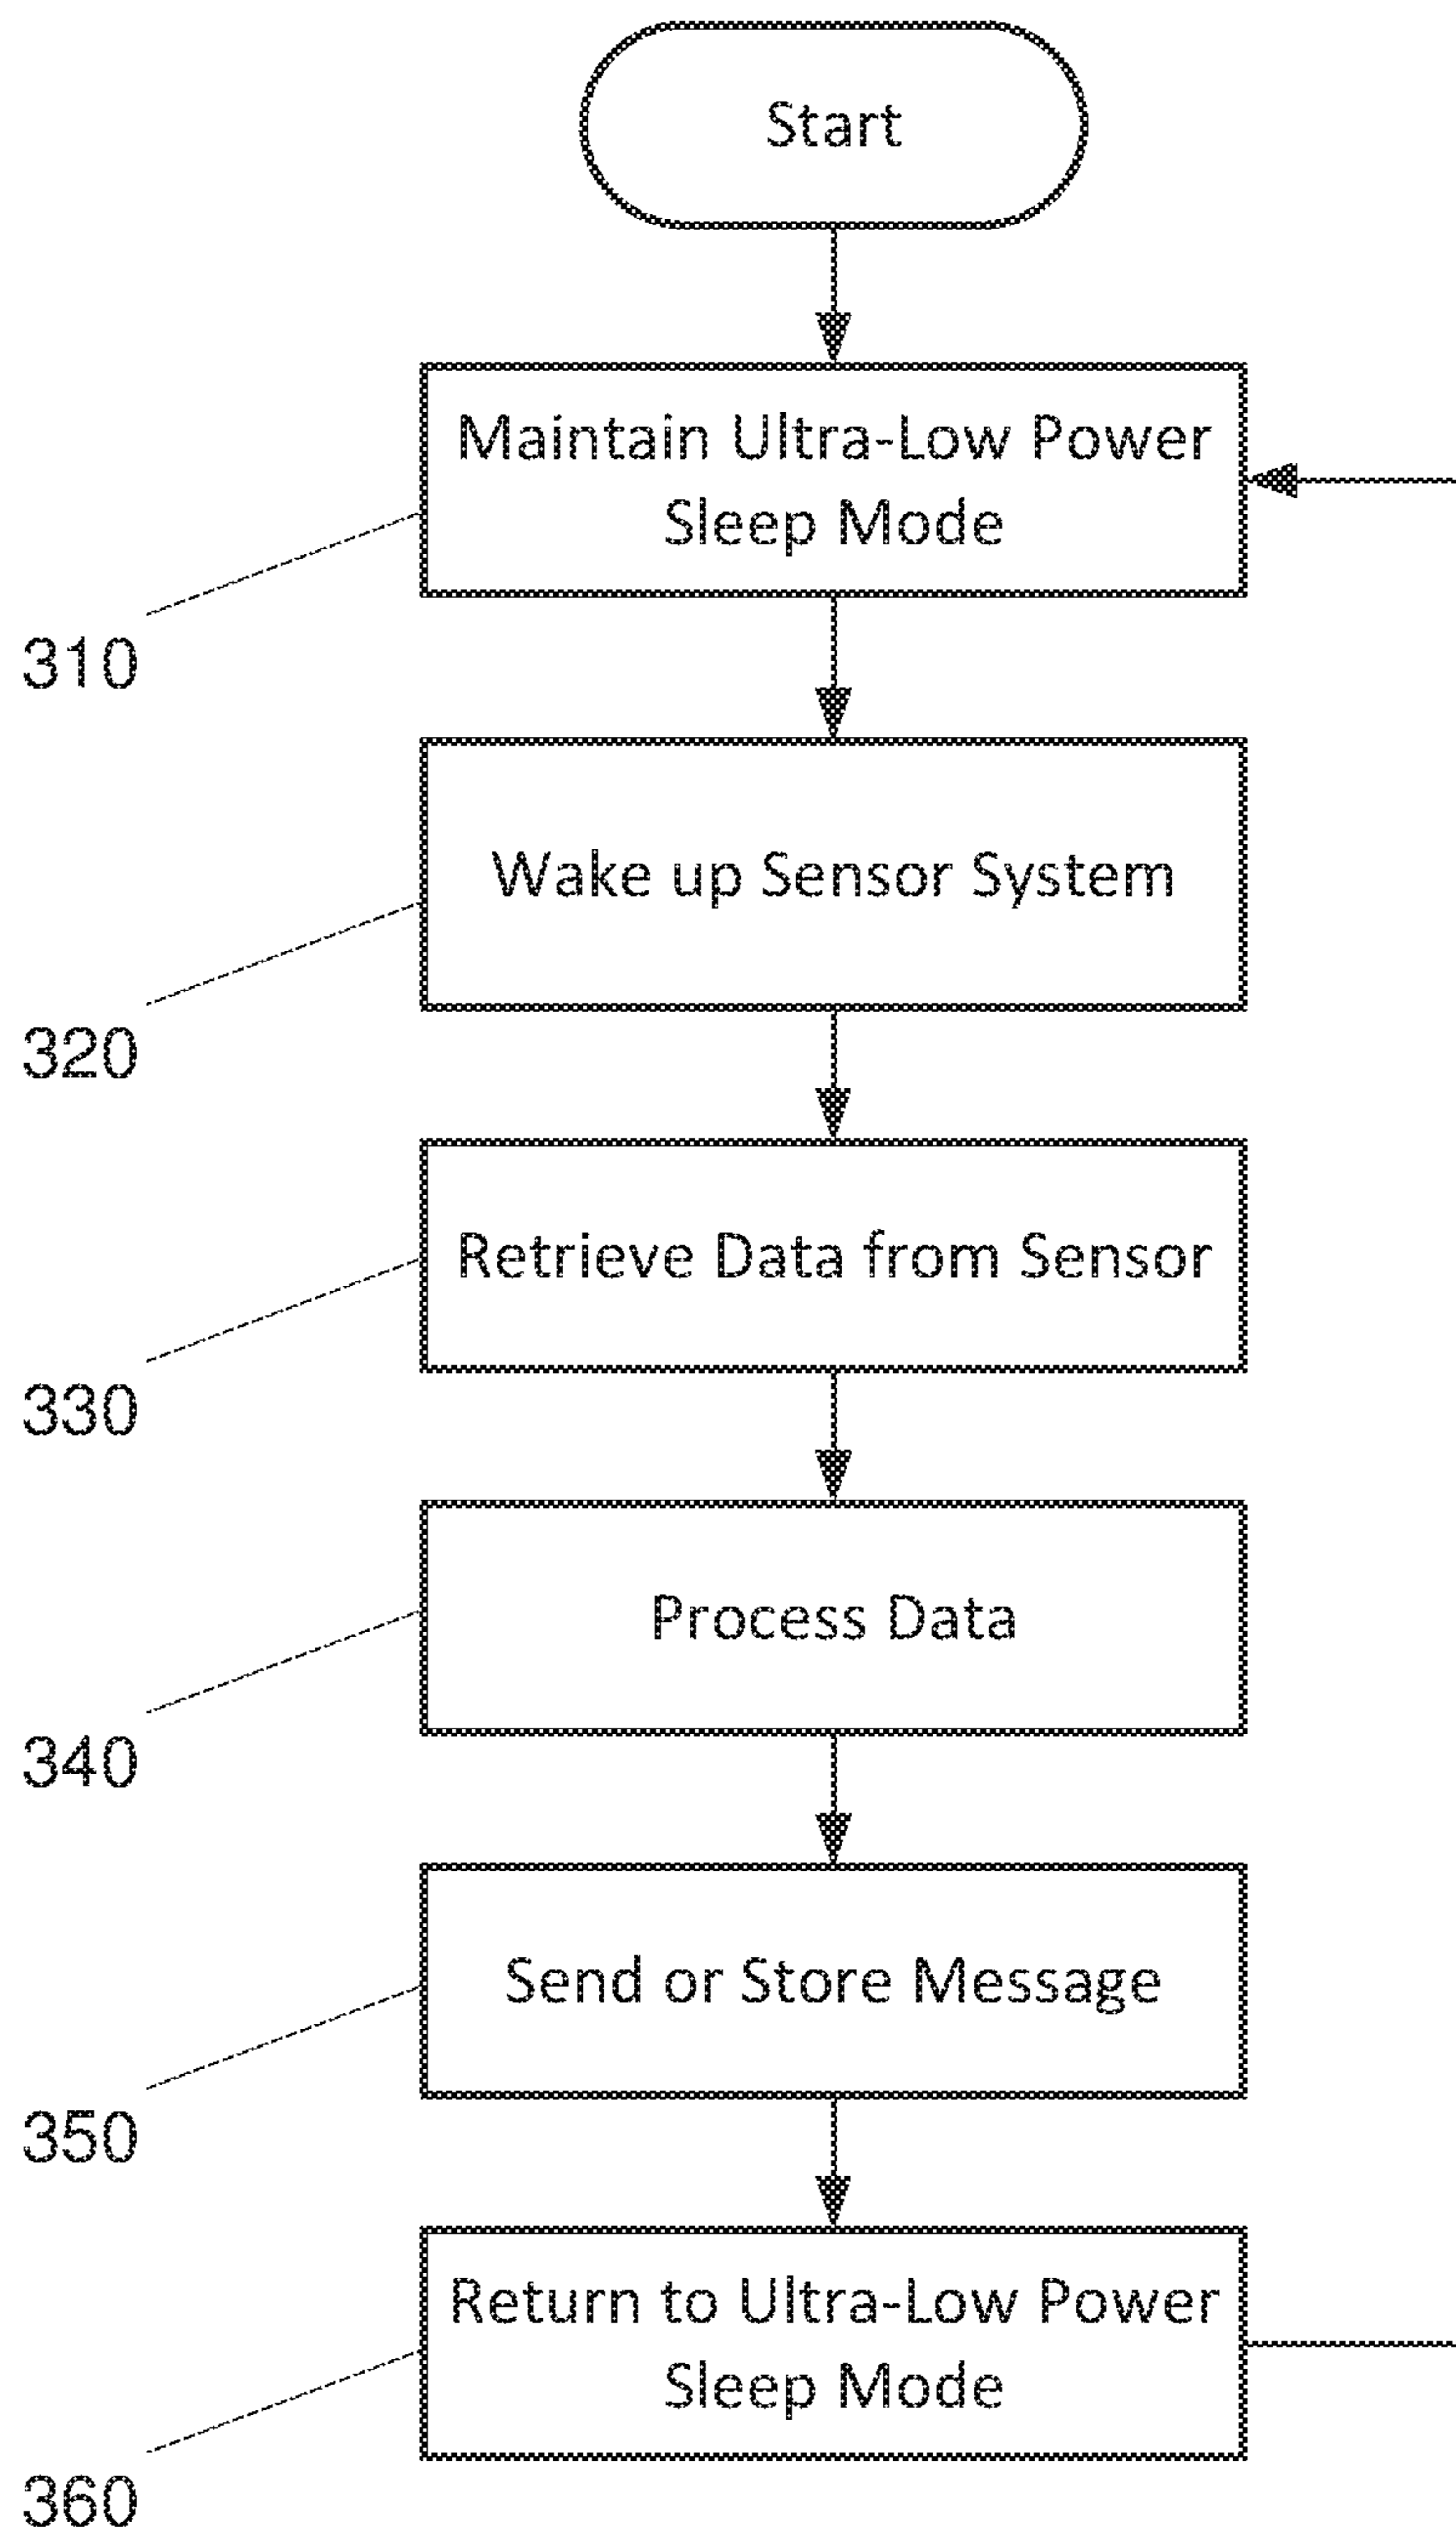 Start
Maintain Ultra-Low Power
Sleep Mode
310
Wake up Sensor System
320
Retrieve Data from Sensor
330
Process Data
340
Send or Store Message
350
Return to Ultra-Low Power
Sleep Mode
360